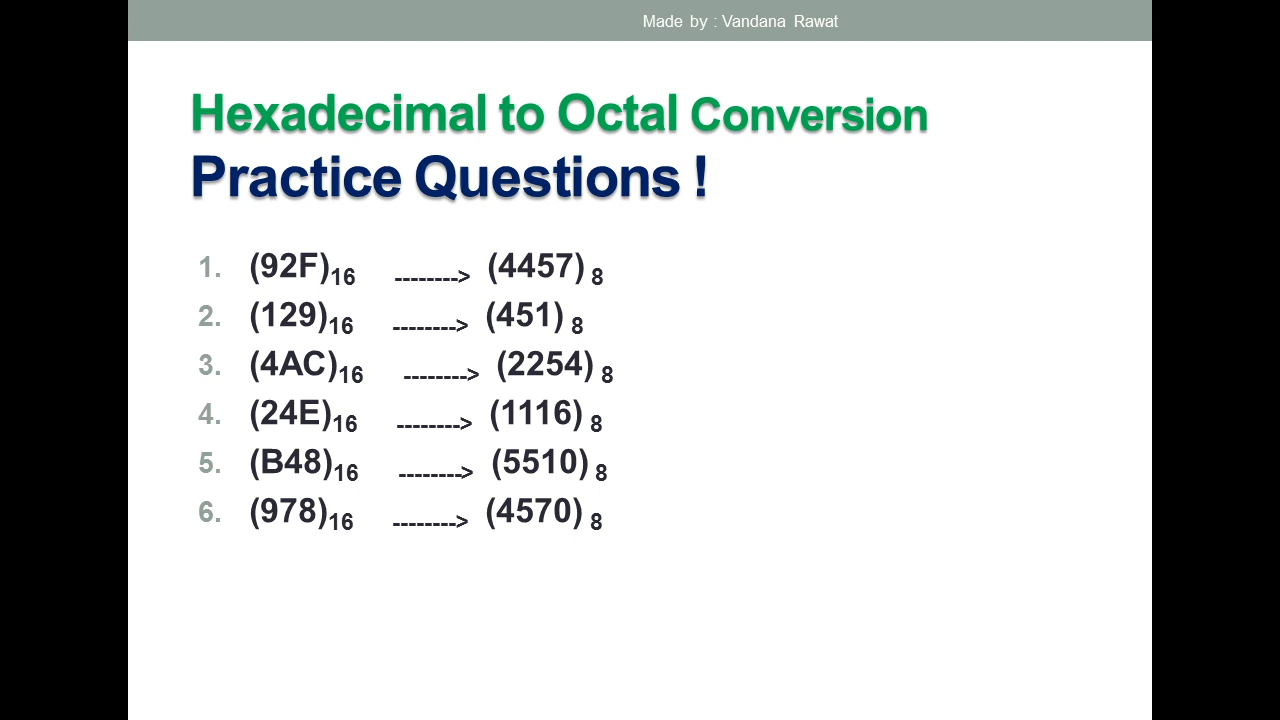 Made by : Vandana Rawat
Hexadecimal to Octal Conversion
Practice Questions !
1. (92F)16 --------> (4457) 8
2. (129)16 --------> (451) 8
3. (4AC)16 --------> (2254) 8
4. (24E)16 --------> (1116) 8
5. (B48)16 --------> (5510) 8
6. (978)16 --------> (4570) 8